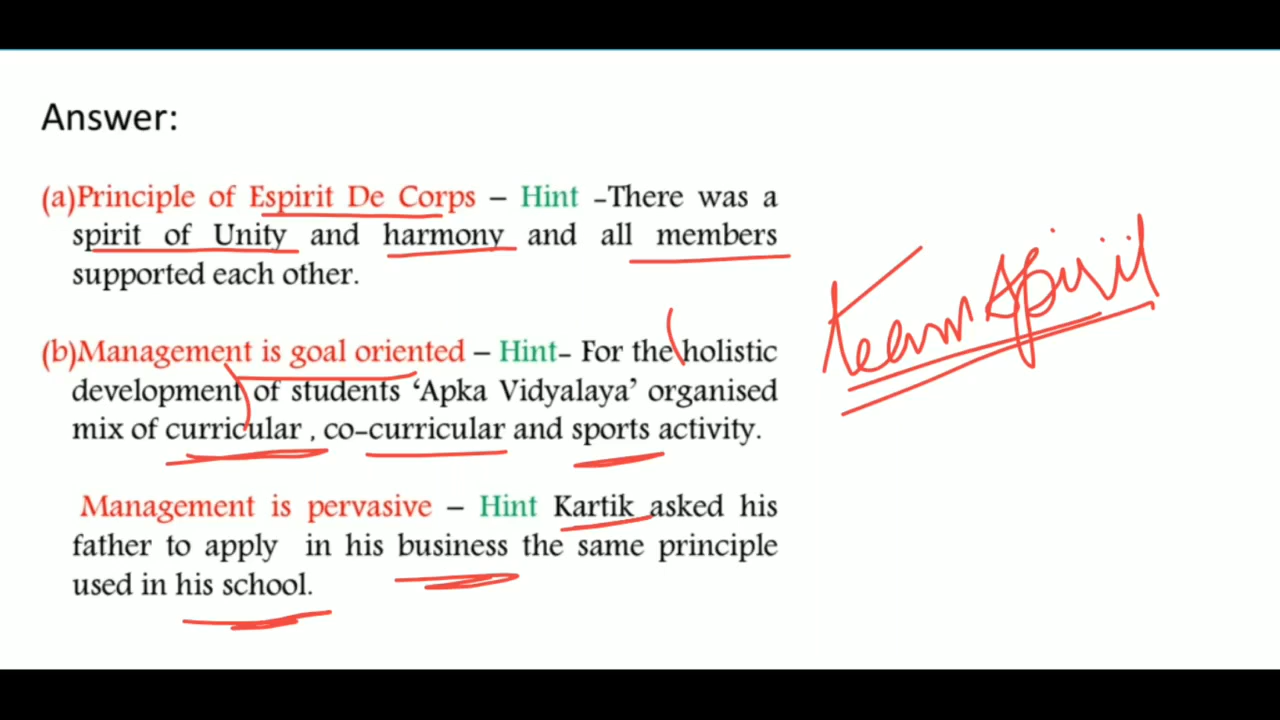 Answer:
(a)Principle of Espirit De Corps – Hint -There was a
spirit of Unity and harmony and all members
supported each other.
team spirit
(b)Management is goal oriented – Hint- For the holistic
development of students ‘Apka Vidyalaya’ organised
mix of curricular , co-curricular and sports activity.
Management is pervasive – Hint Kartik asked his
father to apply in his business the same principle
used in his school.